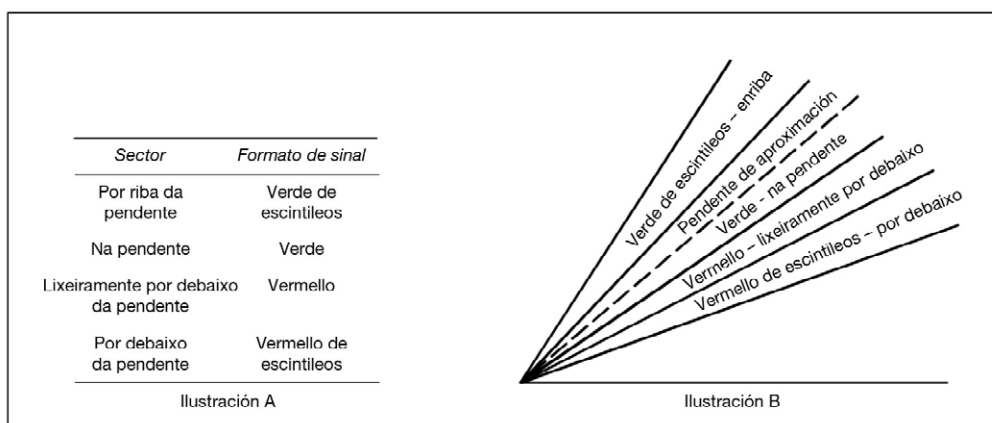 Sector Formato de sinal
Por riba da Verde de
pendente escintileos
Na pendente Verde
Lixeiramente por debaixo Vermello
da pendente
Por debaixo Vermello de
da pendente escintileos
Ilustración A
Verde de escintileos – enriba
Pendente de aproximación
Verde - na pendente
Vermello – lixeiramente por debaixo
Vermello de escintileos – por debaixo
Ilustración B